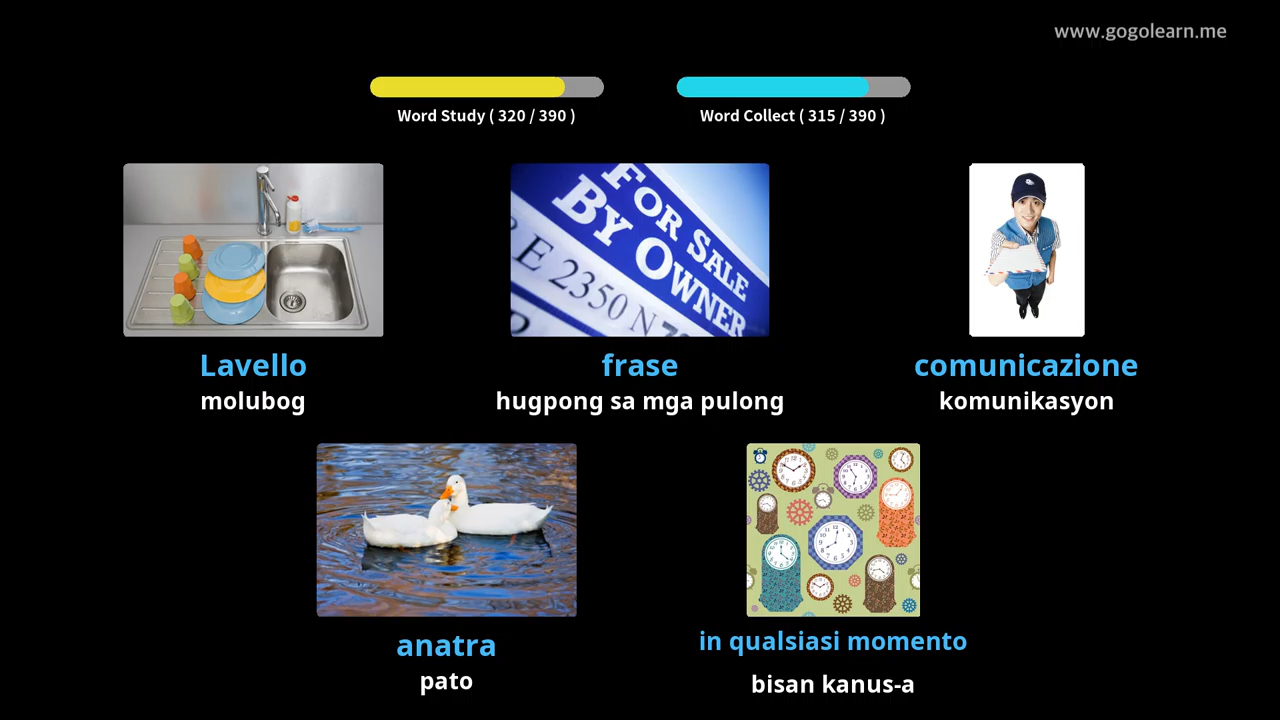 www.gogolearn.me
Word Study ( 320 / 390 )
Word Collect ( 315 / 390 )
FOR SALE
BY OWNER
E 2350 N
Lavello
molubog
frase
hugpong sa mga pulong
comunicazione
komunikasyon
anatra
pato
in qualsiasi momento
bisan kanus-a